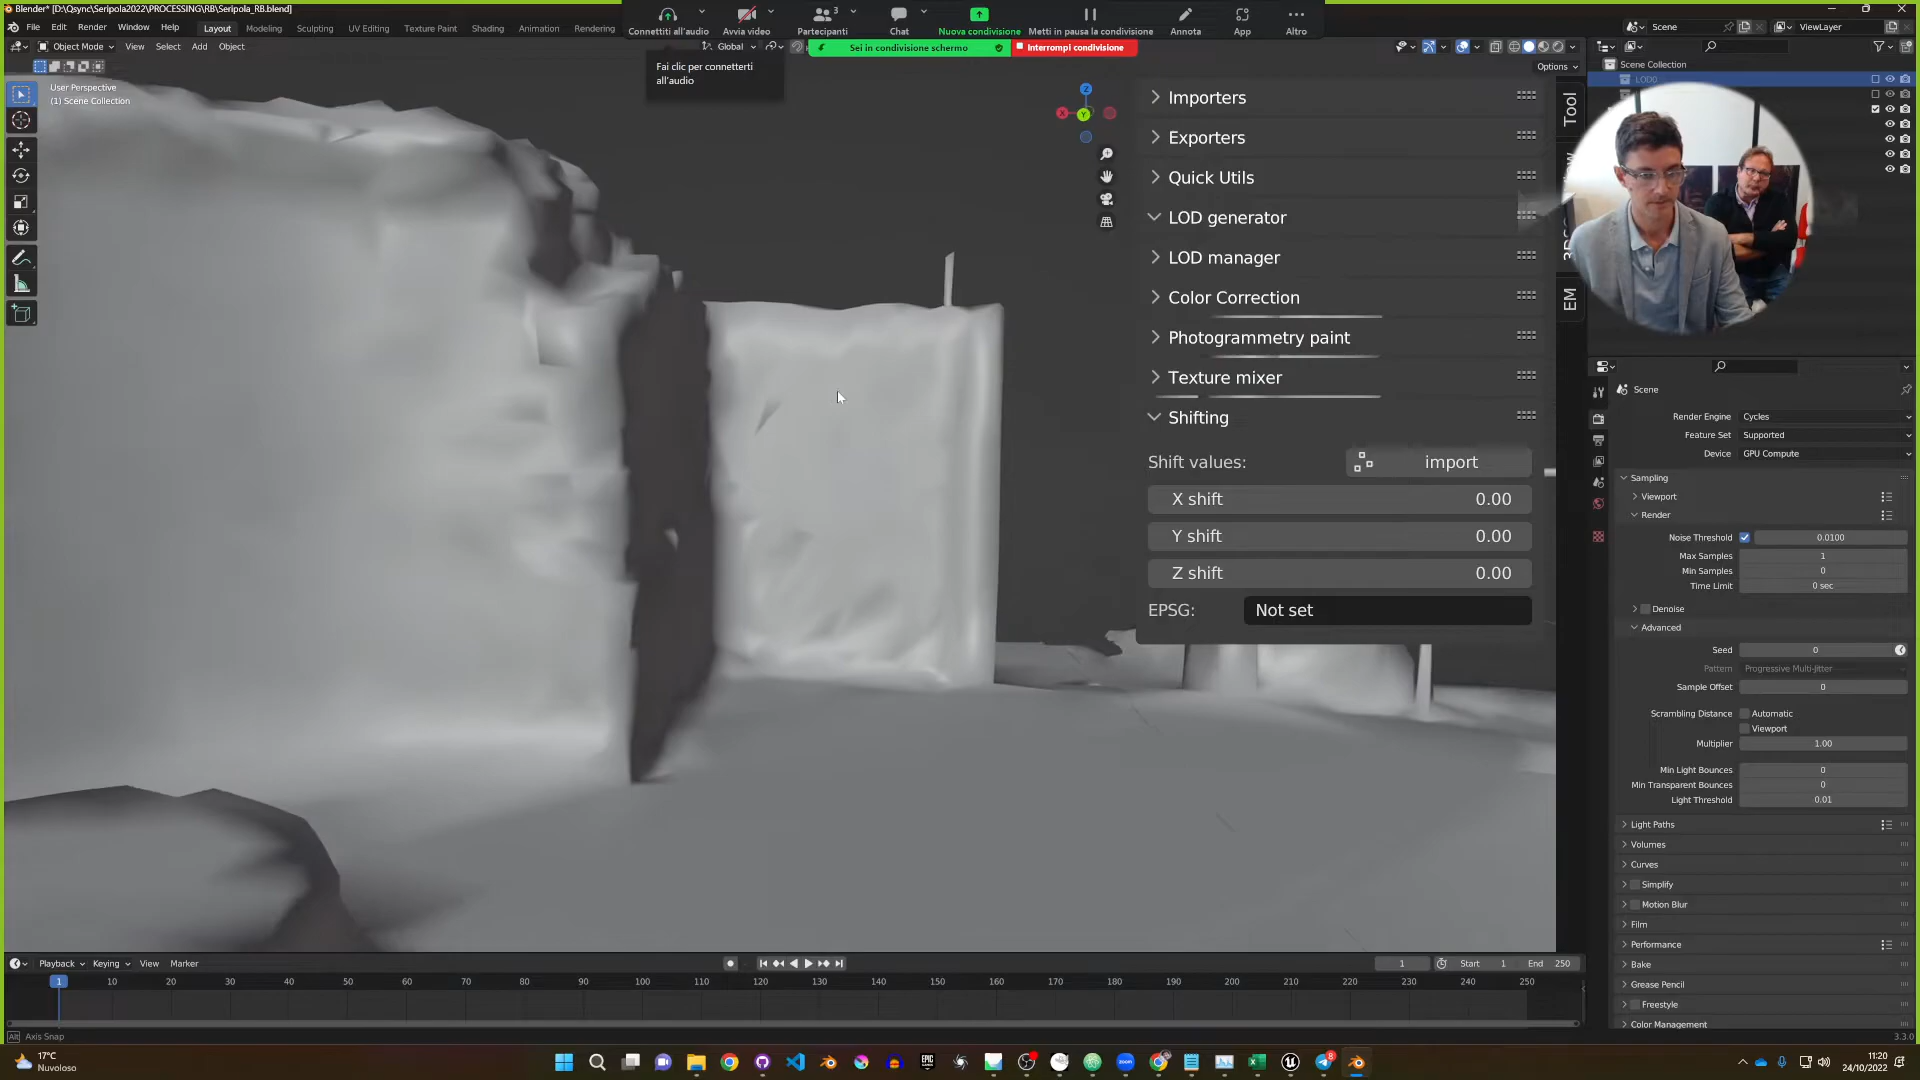 Blender* [D:\Qsync\Seripola2022\PROCESSING\RB\Seripola_RB.blend]
File Edit Render Window Help Layout Modeling Sculpting UV Editing Texture Paint Shading Animation Rendering
Connettiti all'audio Avvia video Partecipanti 3 Chat Nuova condivisione Metti in pausa la condivisione Annota App Altro
Scene ViewLayer
Object Mode View Select Add Object Global Sei in condivisione schermo Interrompi condivisione
Fai clic per connetterti
all'audio
Options
User Perspective
(1) Scene Collection
Z
X
Y
Importers
Exporters
Quick Utils
LOD generator
LOD manager
Color Correction
Photogrammetry paint
Texture mixer
Shifting
Shift values: import
X shift 0.00
Y shift 0.00
Z shift 0.00
EPSG: Not set
Tool
EM
Scene Collection
LOD0
Scene
Render Engine Cycles
Feature Set Supported
Device GPU Compute
Sampling
Viewport
Render
Noise Threshold 0.0100
Max Samples 1
Min Samples 0
Time Limit 0 sec
Denoise
Advanced
Seed 0
Pattern Progressive Multi-Jitter
Sample Offset 0
Scrambling Distance Automatic
Viewport
Multiplier 1.00
Min Light Bounces 0
Min Transparent Bounces 0
Light Threshold 0.01
Light Paths
Volumes
Curves
Simplify
Motion Blur
Film
Performance
Bake
Grease Pencil
Freestyle
Color Management
Playback Keying View Marker 1 Start 1 End 250
1 10 20 30 40 50 60 70 80 90 100 110 120 130 140 150 160 170 180 190 200 210 220 230 240 250
Alt Axis Snap 3.3.0
17°C
Nuvoloso
EPIC
zoom
8
11:20
24/10/2022